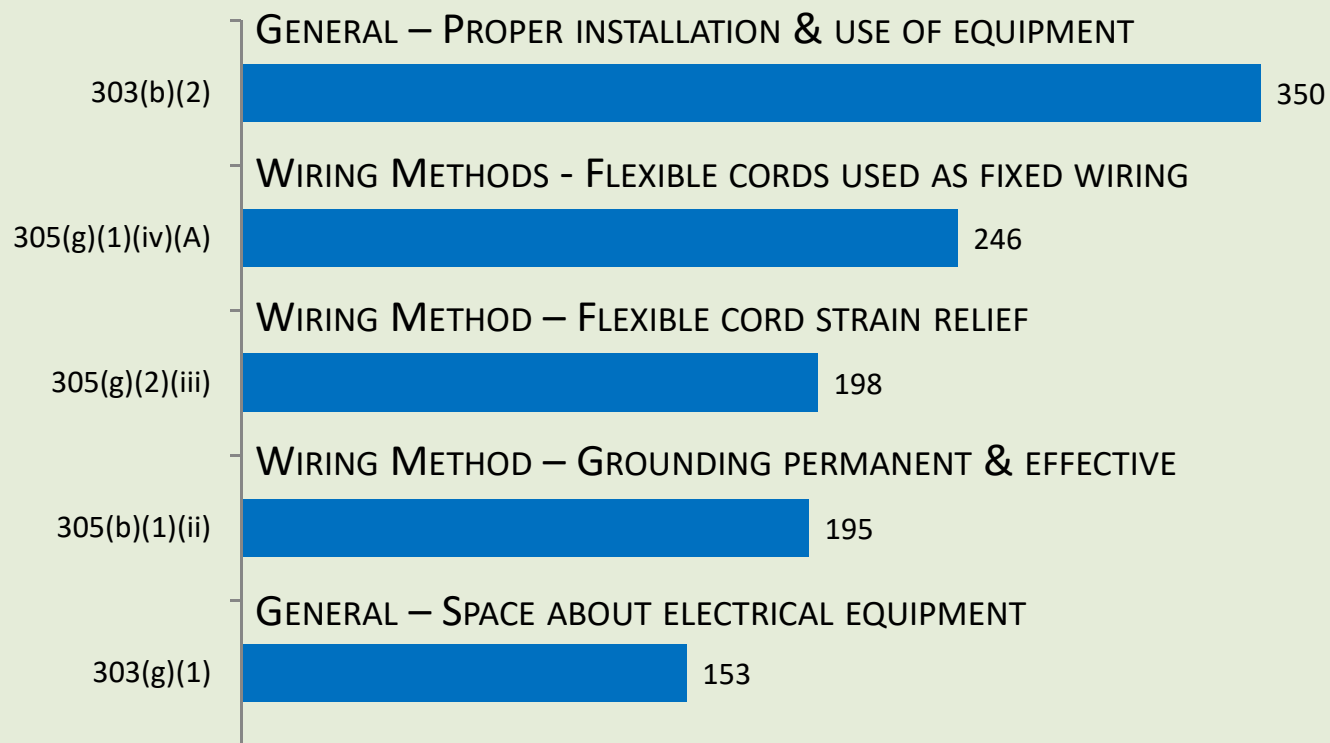 GENERAL – PROPER INSTALLATION & USE OF EQUIPMENT
303(b)(2) 350
WIRING METHODS - FLEXIBLE CORDS USED AS FIXED WIRING
305(g)(1)(iv)(A) 246
WIRING METHOD – FLEXIBLE CORD STRAIN RELIEF
305(g)(2)(iii) 198
WIRING METHOD – GROUNDING PERMANENT & EFFECTIVE
305(b)(1)(ii) 195
GENERAL – SPACE ABOUT ELECTRICAL EQUIPMENT
303(g)(1) 153